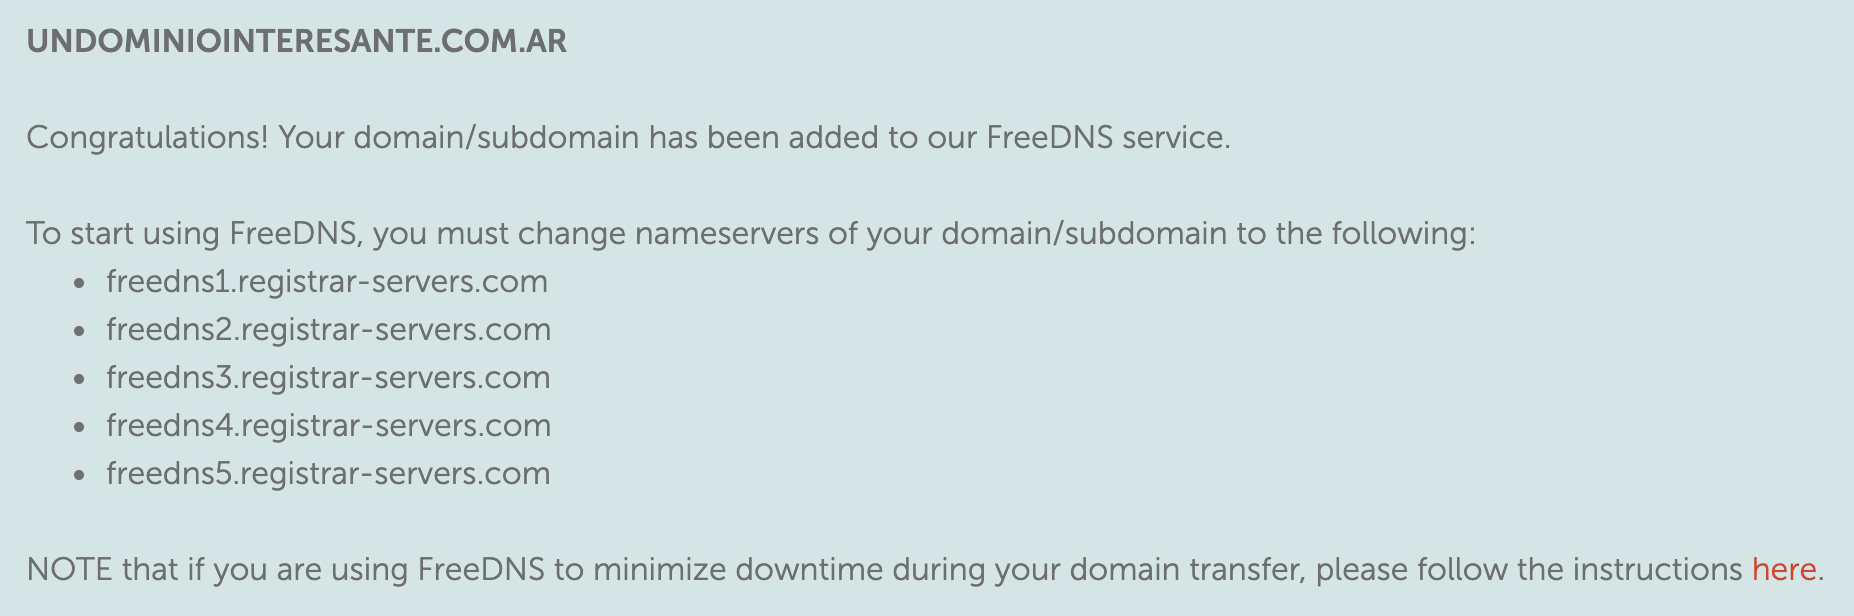 UNDOMINIOINTERESANTE.COM.AR
Congratulations! Your domain/subdomain has been added to our FreeDNS service.
To start using FreeDNS, you must change nameservers of your domain/subdomain to the following:
• freedns1.registrar-servers.com
• freedns2.registrar-servers.com
• freedns3.registrar-servers.com
• freedns4.registrar-servers.com
• freedns5.registrar-servers.com
NOTE that if you are using FreeDNS to minimize downtime during your domain transfer, please follow the instructions here.